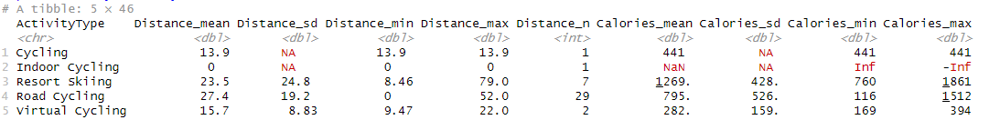 # A tibble: 5 × 46
ActivityType Distance_mean Distance_sd Distance_min Distance_max Distance_n Calories_mean Calories_sd Calories_min Calories_max
<chr> <dbl> <dbl> <dbl> <dbl> <int> <dbl> <dbl> <dbl> <dbl>
1 Cycling 13.9 NA 13.9 13.9 1 441 NA 441 441
2 Indoor Cycling 0 NA 0 0 1 NaN NA Inf -Inf
3 Resort Skiing 23.5 24.8 8.46 79.0 7 1269. 428. 760 1861
4 Road Cycling 27.4 19.2 0 52.0 29 795. 526. 116 1512
5 Virtual Cycling 15.7 8.83 9.47 22.0 2 282. 159. 169 394